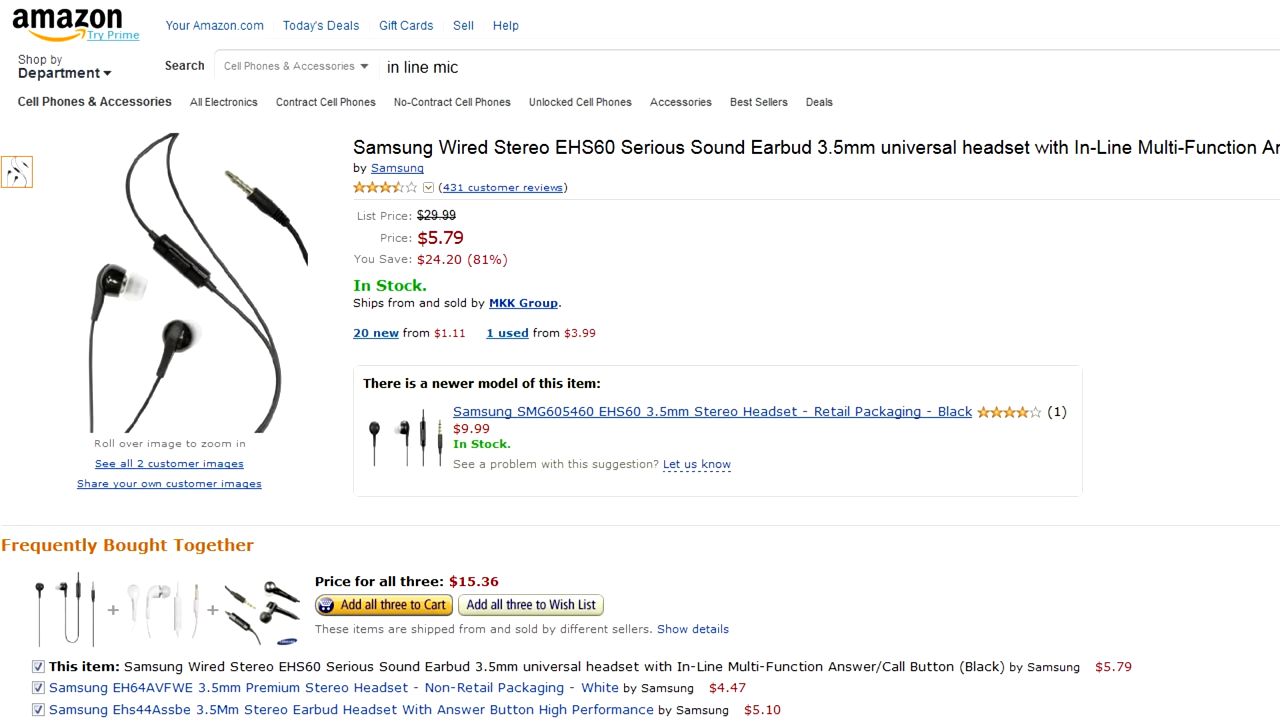 amazon
Try Prime
Your Amazon.com Today's Deals Gift Cards Sell Help
Shop by
Department
Search Cell Phones & Accessories in line mic
Cell Phones & Accessories All Electronics Contract Cell Phones No-Contract Cell Phones Unlocked Cell Phones Accessories Best Sellers Deals
Samsung Wired Stereo EHS60 Serious Sound Earbud 3.5mm universal headset with In-Line Multi-Function Ar
by Samsung
(431 customer reviews)
List Price: $29.99
Price: $5.79
You Save: $24.20 (81%)
In Stock.
Ships from and sold by MKK Group.
20 new from $1.11 1 used from $3.99
There is a newer model of this item:
Samsung SMG605460 EHS60 3.5mm Stereo Headset - Retail Packaging - Black (1)
$9.99
In Stock.
See a problem with this suggestion? Let us know
Roll over image to zoom in
See all 2 customer images
Share your own customer images
Frequently Bought Together
Price for all three: $15.36
Add all three to Cart Add all three to Wish List
These items are shipped from and sold by different sellers. Show details
This item: Samsung Wired Stereo EHS60 Serious Sound Earbud 3.5mm universal headset with In-Line Multi-Function Answer/Call Button (Black) by Samsung $5.79
Samsung EH64AVFWE 3.5mm Premium Stereo Headset - Non-Retail Packaging - White by Samsung $4.47
Samsung Ehs44Assbe 3.5Mm Stereo Earbud Headset With Answer Button High Performance by Samsung $5.10